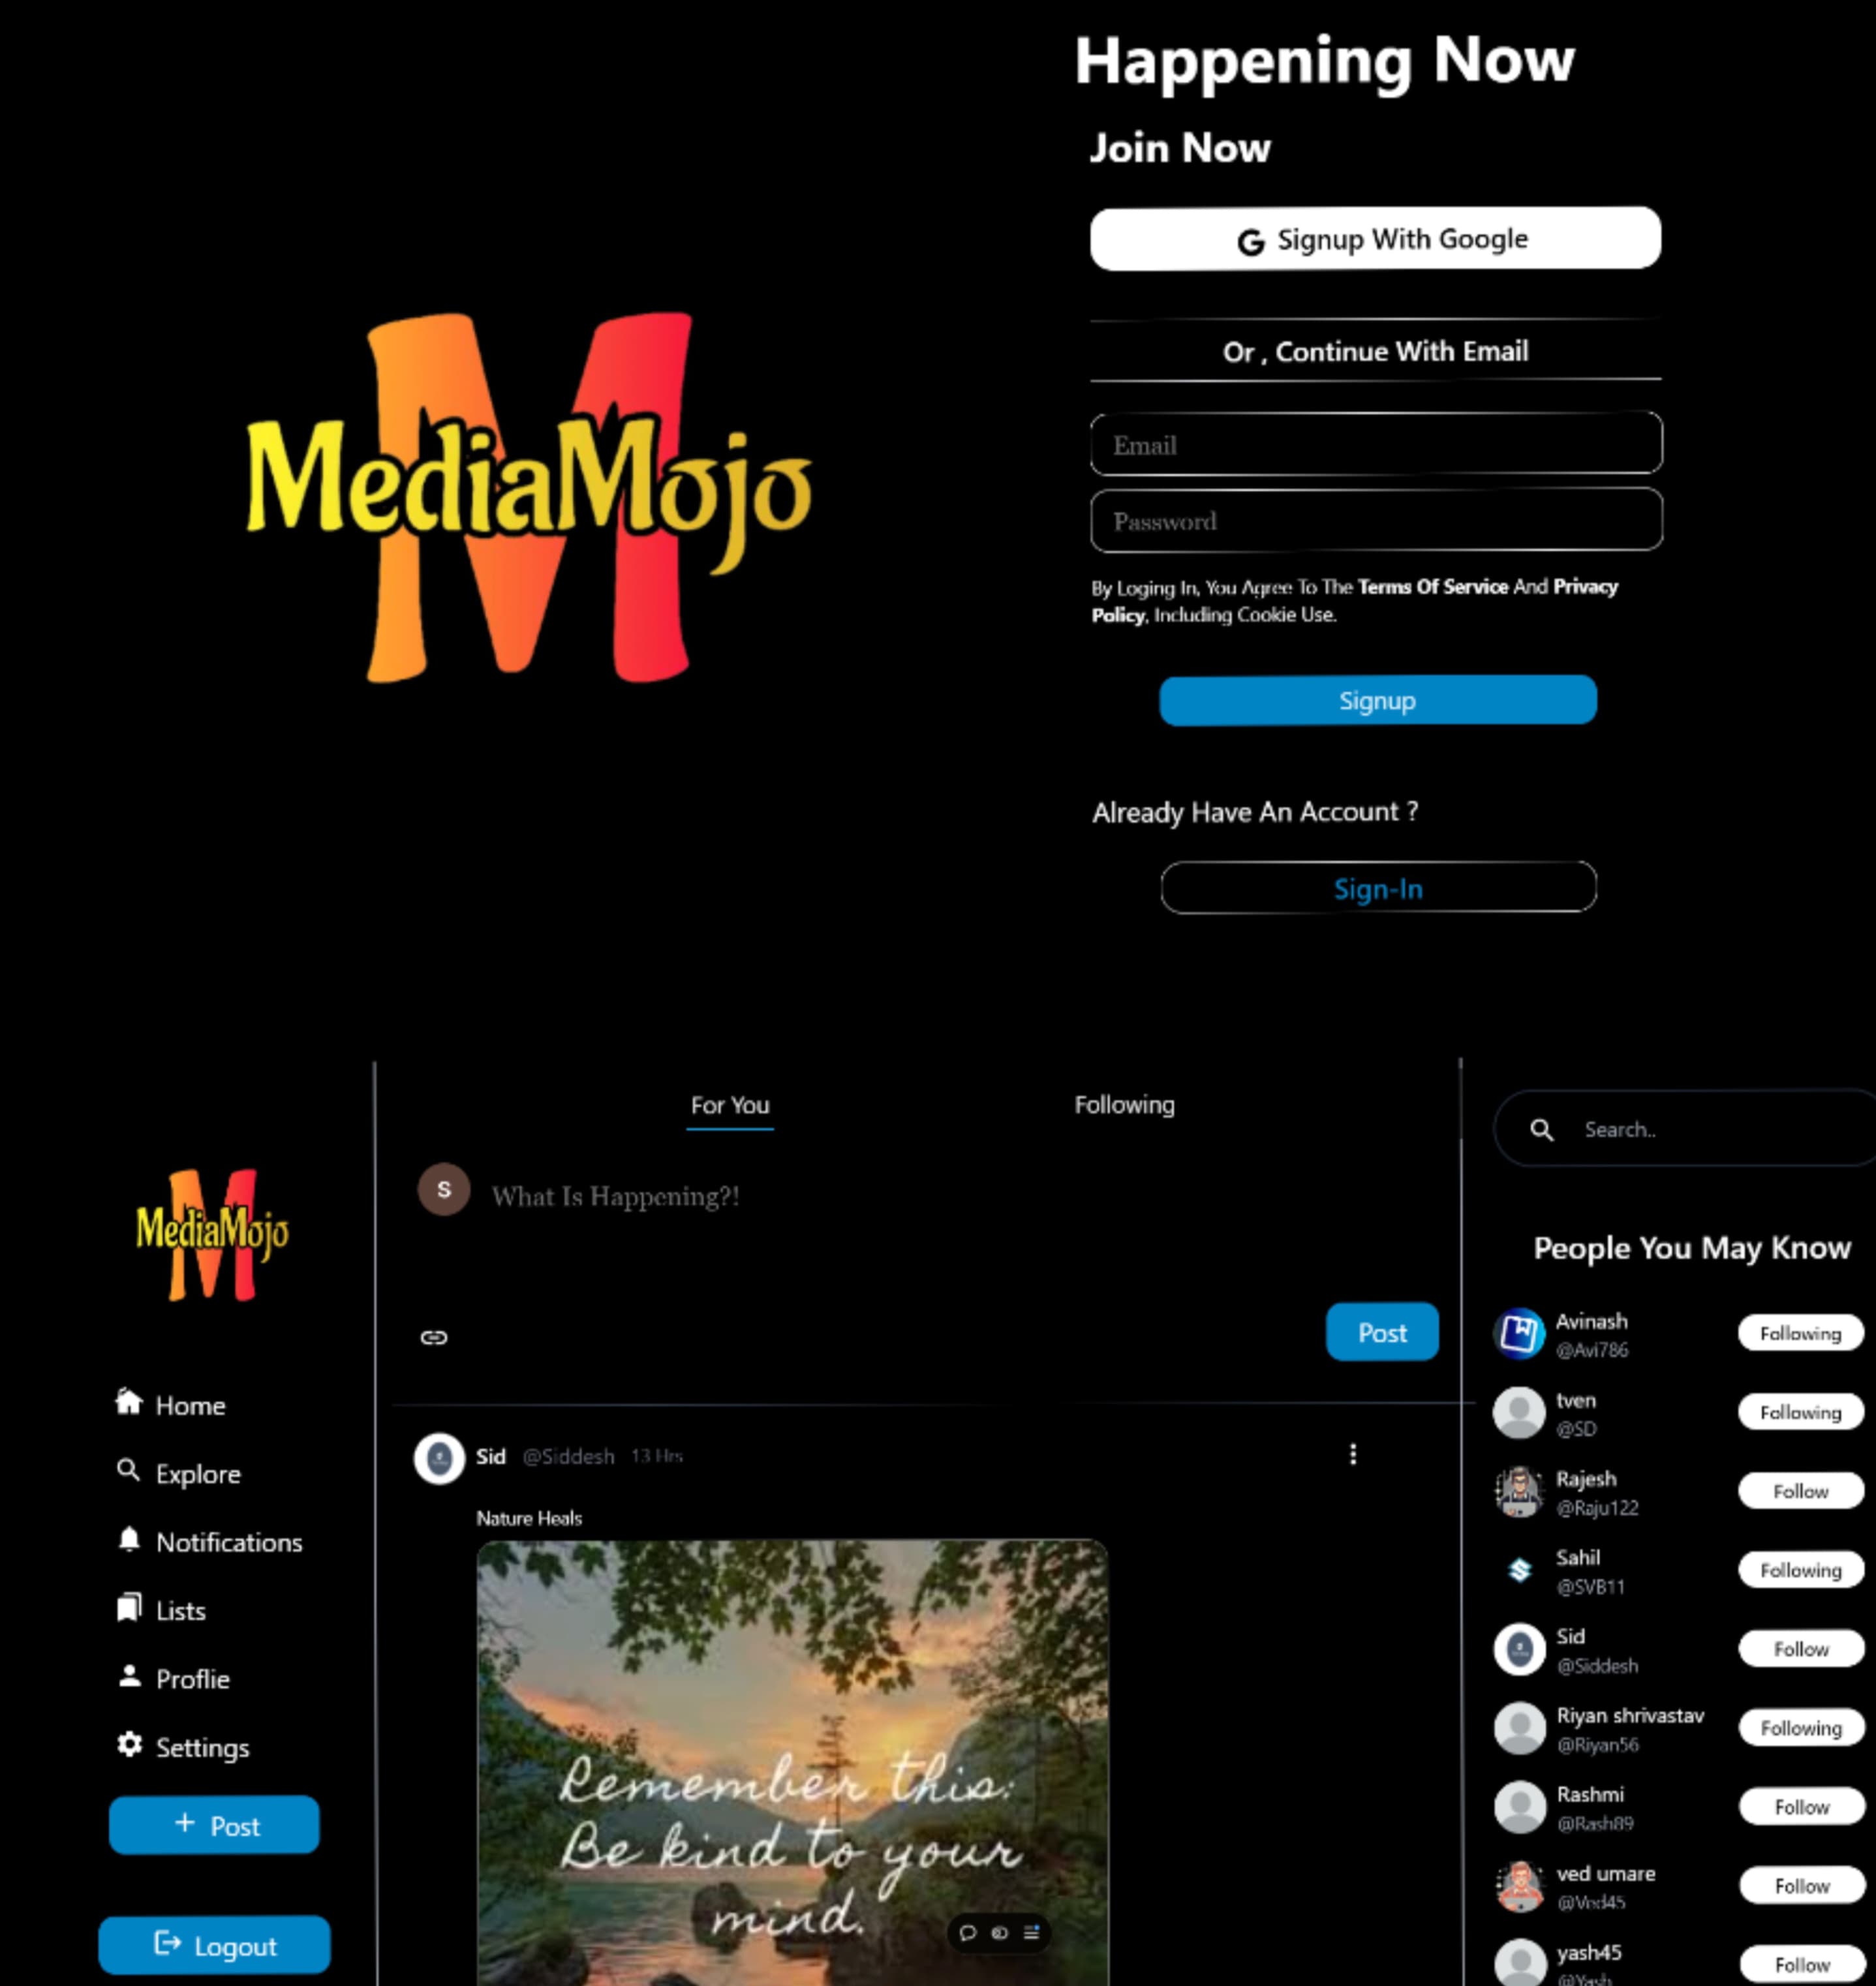 Happening Now
Join Now
MediaMojo
Signup With Google
Or , Continue With Email
Email
Password
By Loging In, You Agree To The Terms Of Service And Privacy
Policy, Including Cookie Use.
Signup
Already Have An Account ?
Sign-In
MediaMojo
Home
Explore
Notifications
Lists
Proflie
Settings
+ Post
Logout
For You
Following
S
What Is Happening?!
Post
Sid @Siddesh 13 Hrs
Nature Heals
Remember this:
Be kind to your
mind.
Search..
People You May Know
Avinash
@Avi786
Following
tven
@SD
Following
Rajesh
@Raju122
Follow
Sahil
@SVB11
Following
Sid
@Siddesh
Follow
Riyan shrivastav
@Riyan56
Following
Rashmi
@Rash89
Follow
ved umare
@Ved45
Follow
yash45
@Yash
Follow